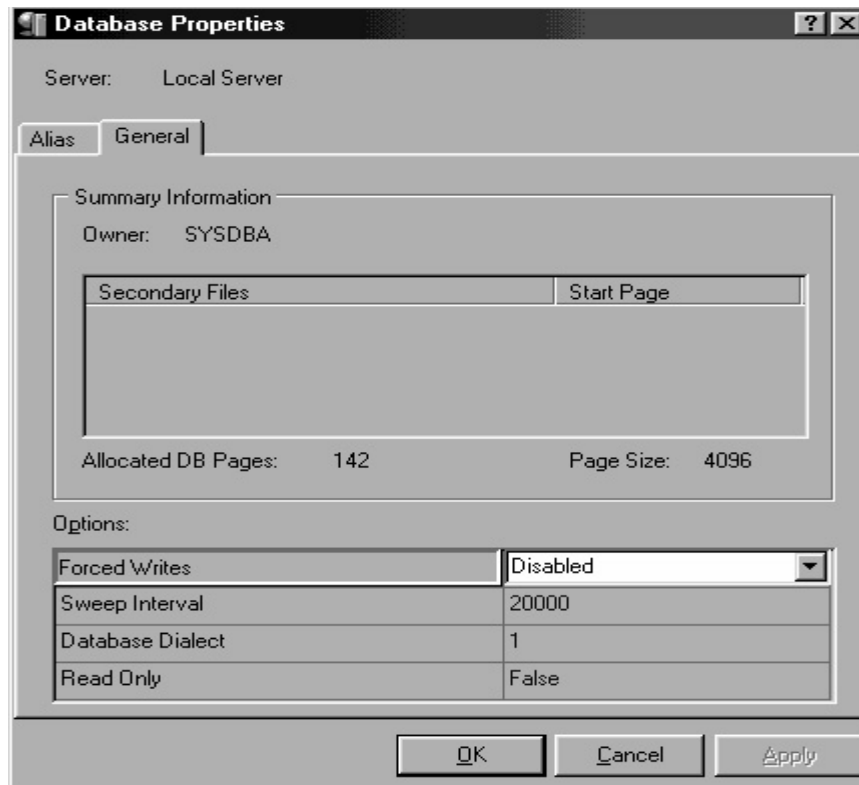 Database Properties
Server: Local Server
Alias General
Summary Information
Owner: SYSDBA
Secondary Files Start Page
Allocated DB Pages: 142 Page Size: 4096
Options:
Forced Writes Disabled
Sweep Interval 20000
Database Dialect 1
Read Only False
OK Cancel Apply